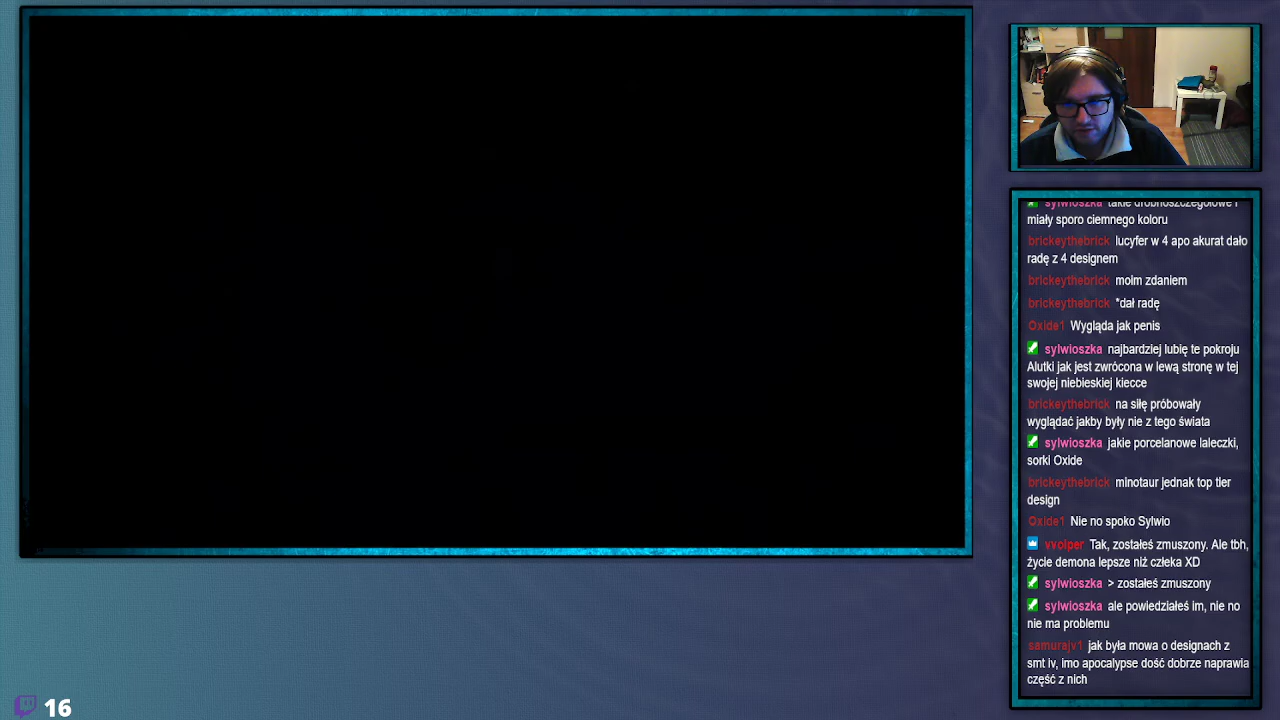 sylwioszka takie drobnoszczegółowe i
miały sporo ciemnego koloru
brickeythebrick lucyfer w 4 apo akurat dało
radę z 4 designem
brickeythebrick moim zdaniem
brickeythebrick *dał radę
Oxide1 Wygląda jak penis
sylwioszka najbardziej lubię te pokroju
Alutki jak jest zwrócona w lewą stronę w tej
swojej niebieskiej kiecce
brickeythebrick na siłę próbowały
wyglądać jakby były nie z tego świata
sylwioszka jakie porcelanowe laleczki,
sorki Oxide
brickeythebrick minotaur jednak top tier
design
Oxide1 Nie no spoko Sylwio
vvolper Tak, zostałeś zmuszony. Ale tbh,
życie demona lepsze niż człeka XD
sylwioszka > zostałeś zmuszony
sylwioszka ale powiedziałeś im, nie no
nie ma problemu
samurajv1 jak była mowa o designach z
smt iv, imo apocalypse dość dobrze naprawia
część z nich
16